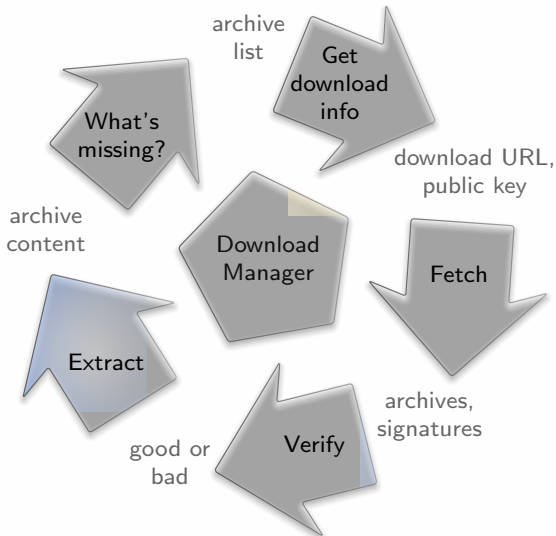 archive
list
Get
download
info
What's
missing?
download URL,
public key
archive
content
Download
Manager
Fetch
Extract
archives,
signatures
Verify
good or
bad